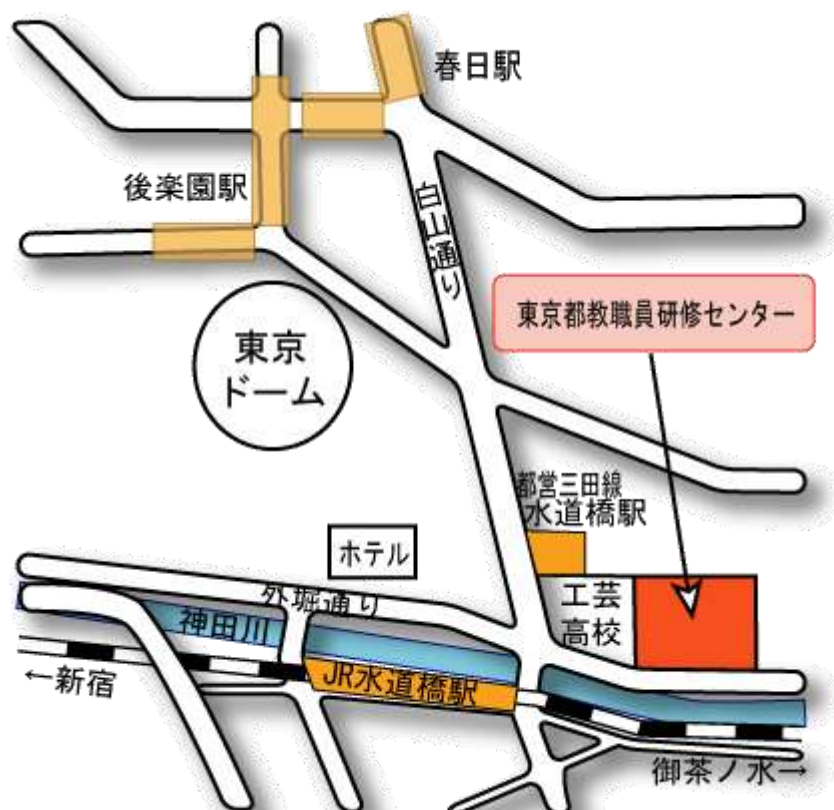 春日駅
後楽園駅
白山通り
東京都教職員研修センター
東京
ドーム
都営三田線
水道橋駅
ホテル
工芸
高校
外堀通り
神田川
JR水道橋駅
←新宿
御茶ノ水→